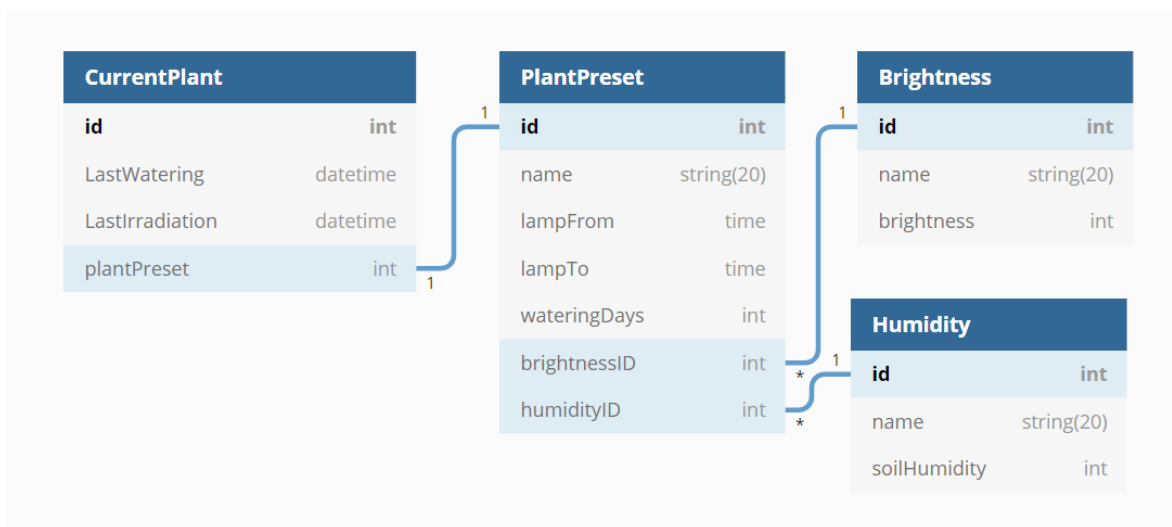 CurrentPlant
id int
LastWatering datetime
LastIrradiation datetime
plantPreset int
1
1
PlantPreset
id int
name string(20)
lampFrom time
lampTo time
wateringDays int
brightnessID int
humidityID int
*
*
1
Brightness
id int
name string(20)
brightness int
1
Humidity
id int
name string(20)
soilHumidity int